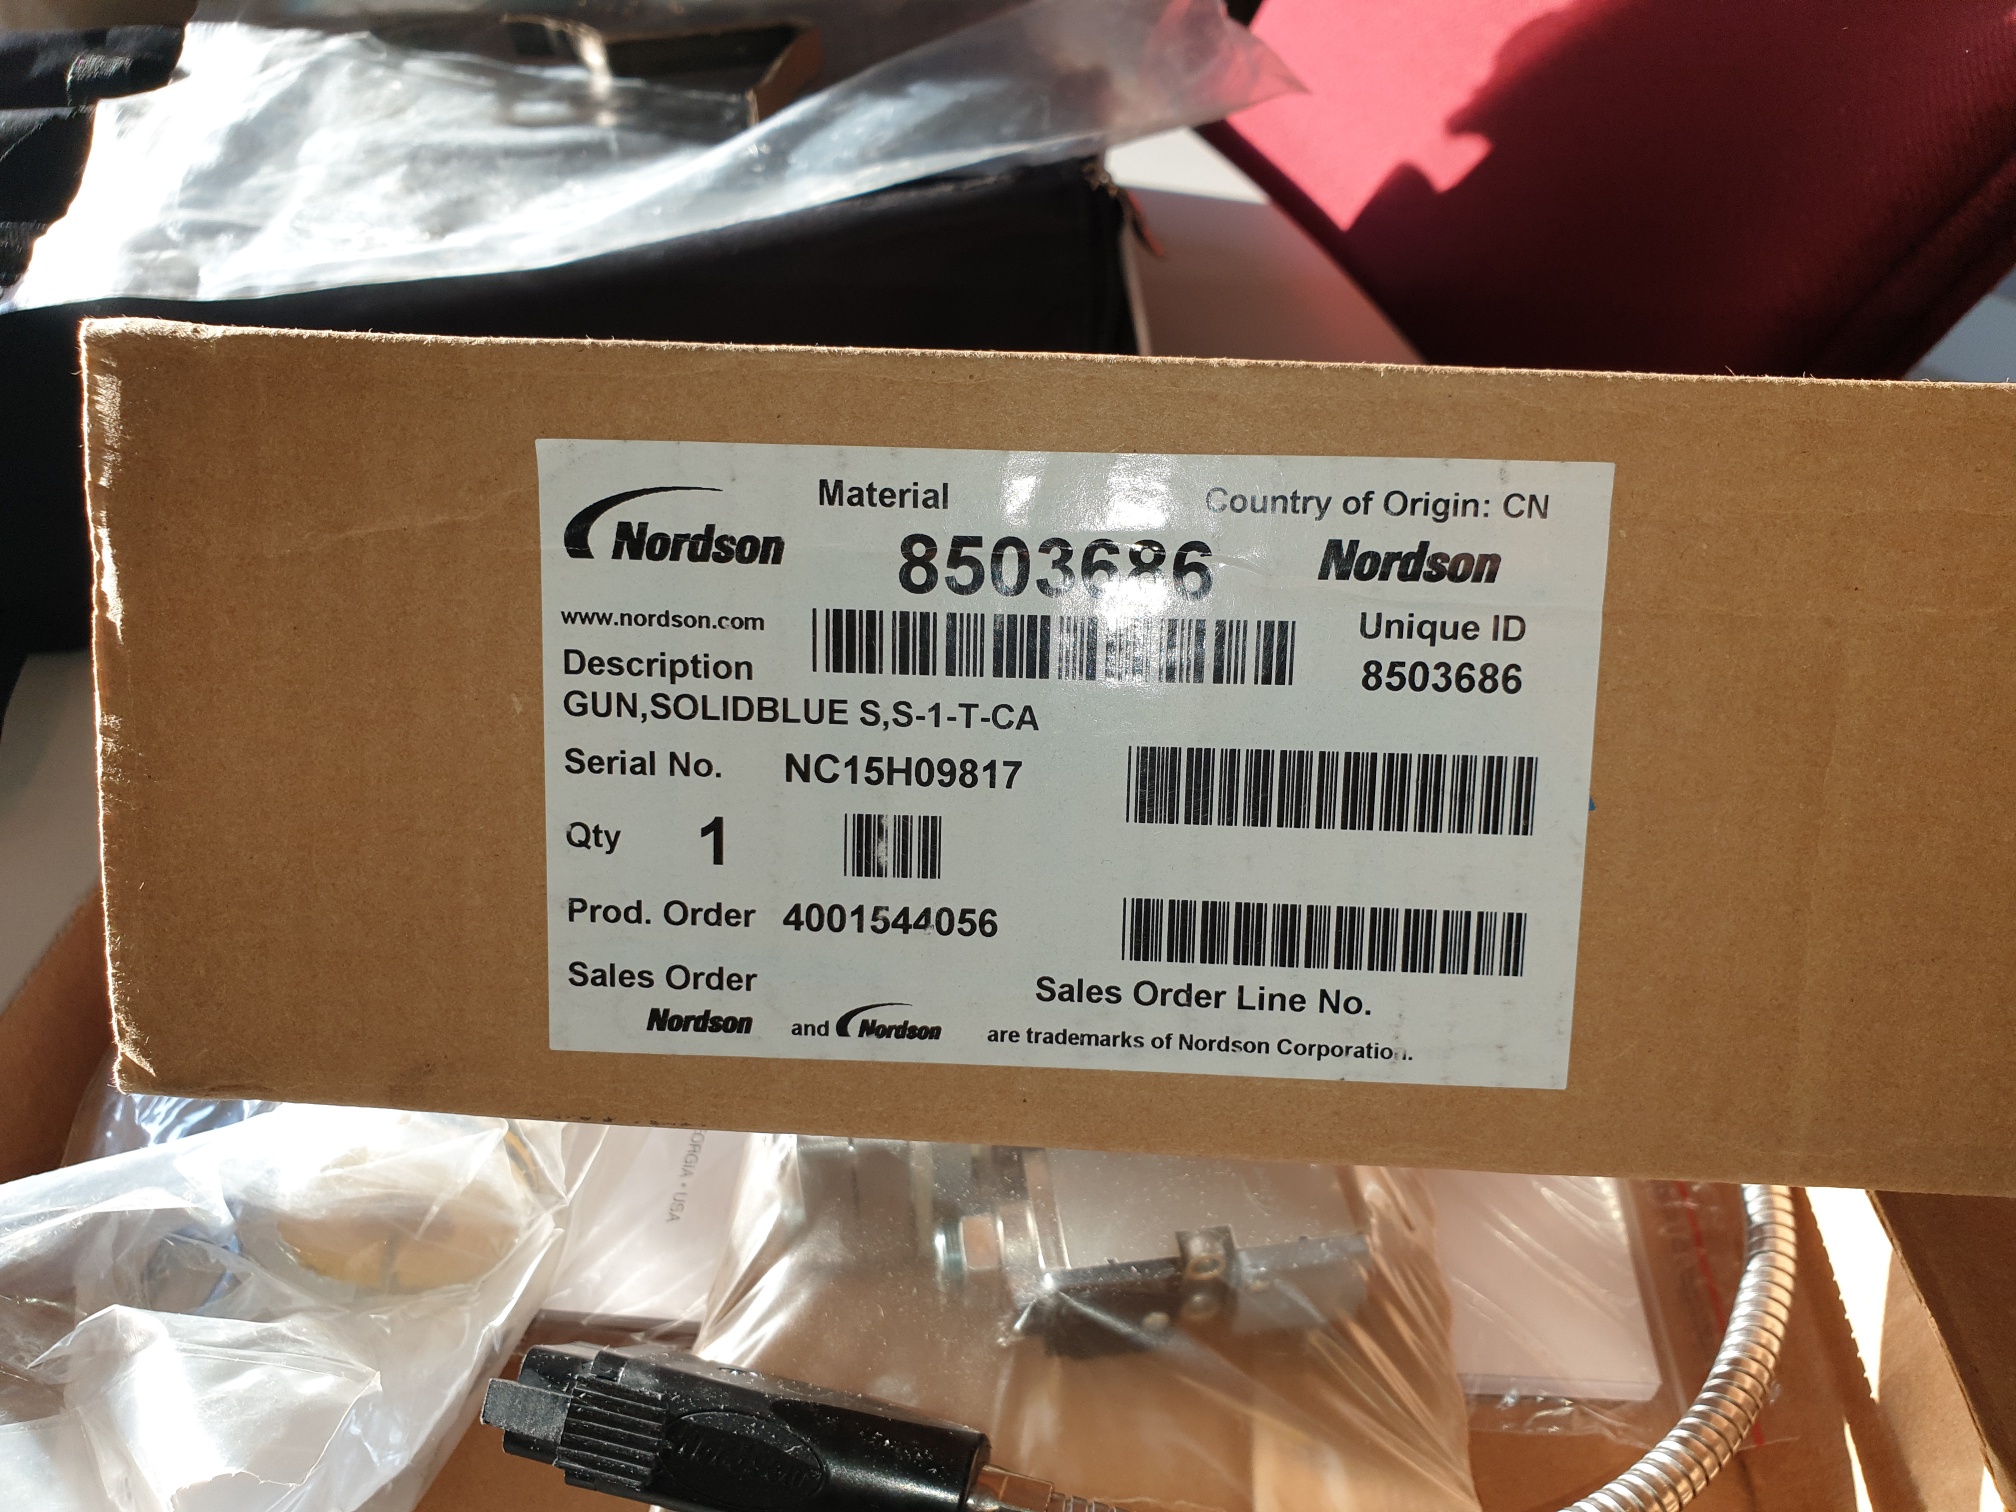 Nordson
Material
Country of Origin: CN
8503686
Nordson
www.nordson.com
Unique ID
8503686
Description
GUN,SOLIDBLUE S,S-1-T-CA
Serial No. NC15H09817
Qty 1
Prod. Order 4001544056
Sales Order
Sales Order Line No.
Nordson and Nordson are trademarks of Nordson Corporation.
ORGIA • USA